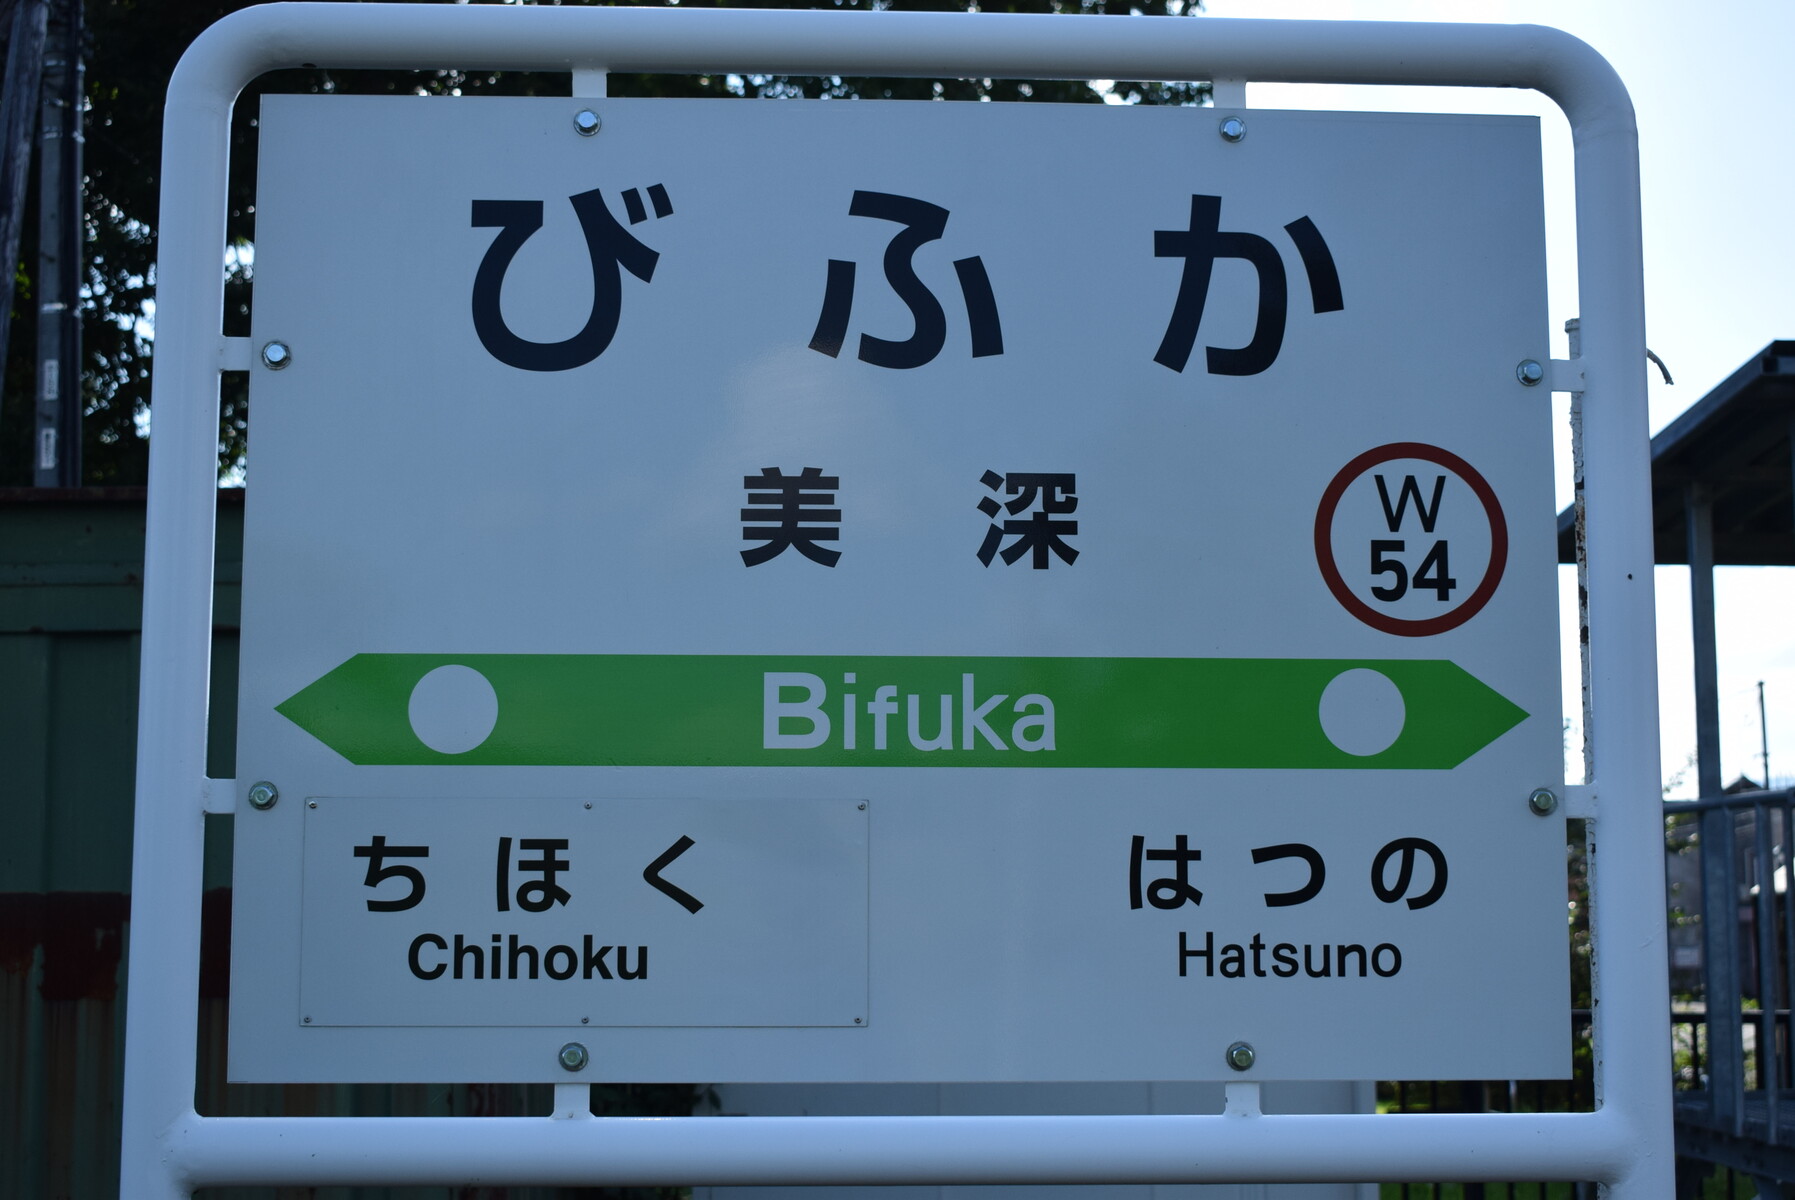 びふか
美深
W
54
Bifuka
ちほく
Chihoku
はつの
Hatsuno